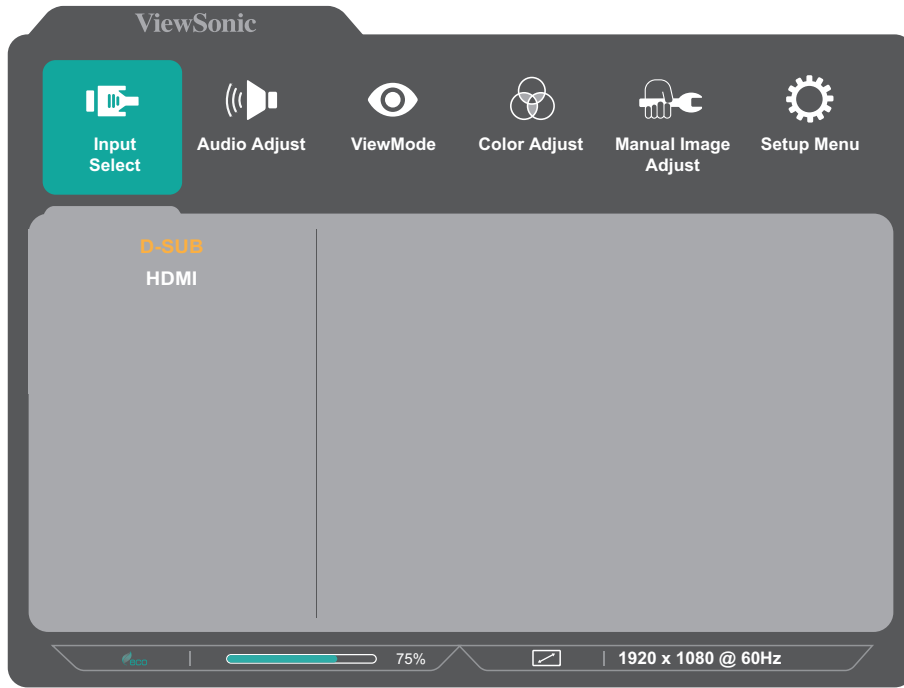 ViewSonic
Input Select
Audio Adjust
ViewMode
Color Adjust
Manual Image Adjust
Setup Menu
D-SUB
HDMI
eco
75%
1920 x 1080 @ 60Hz